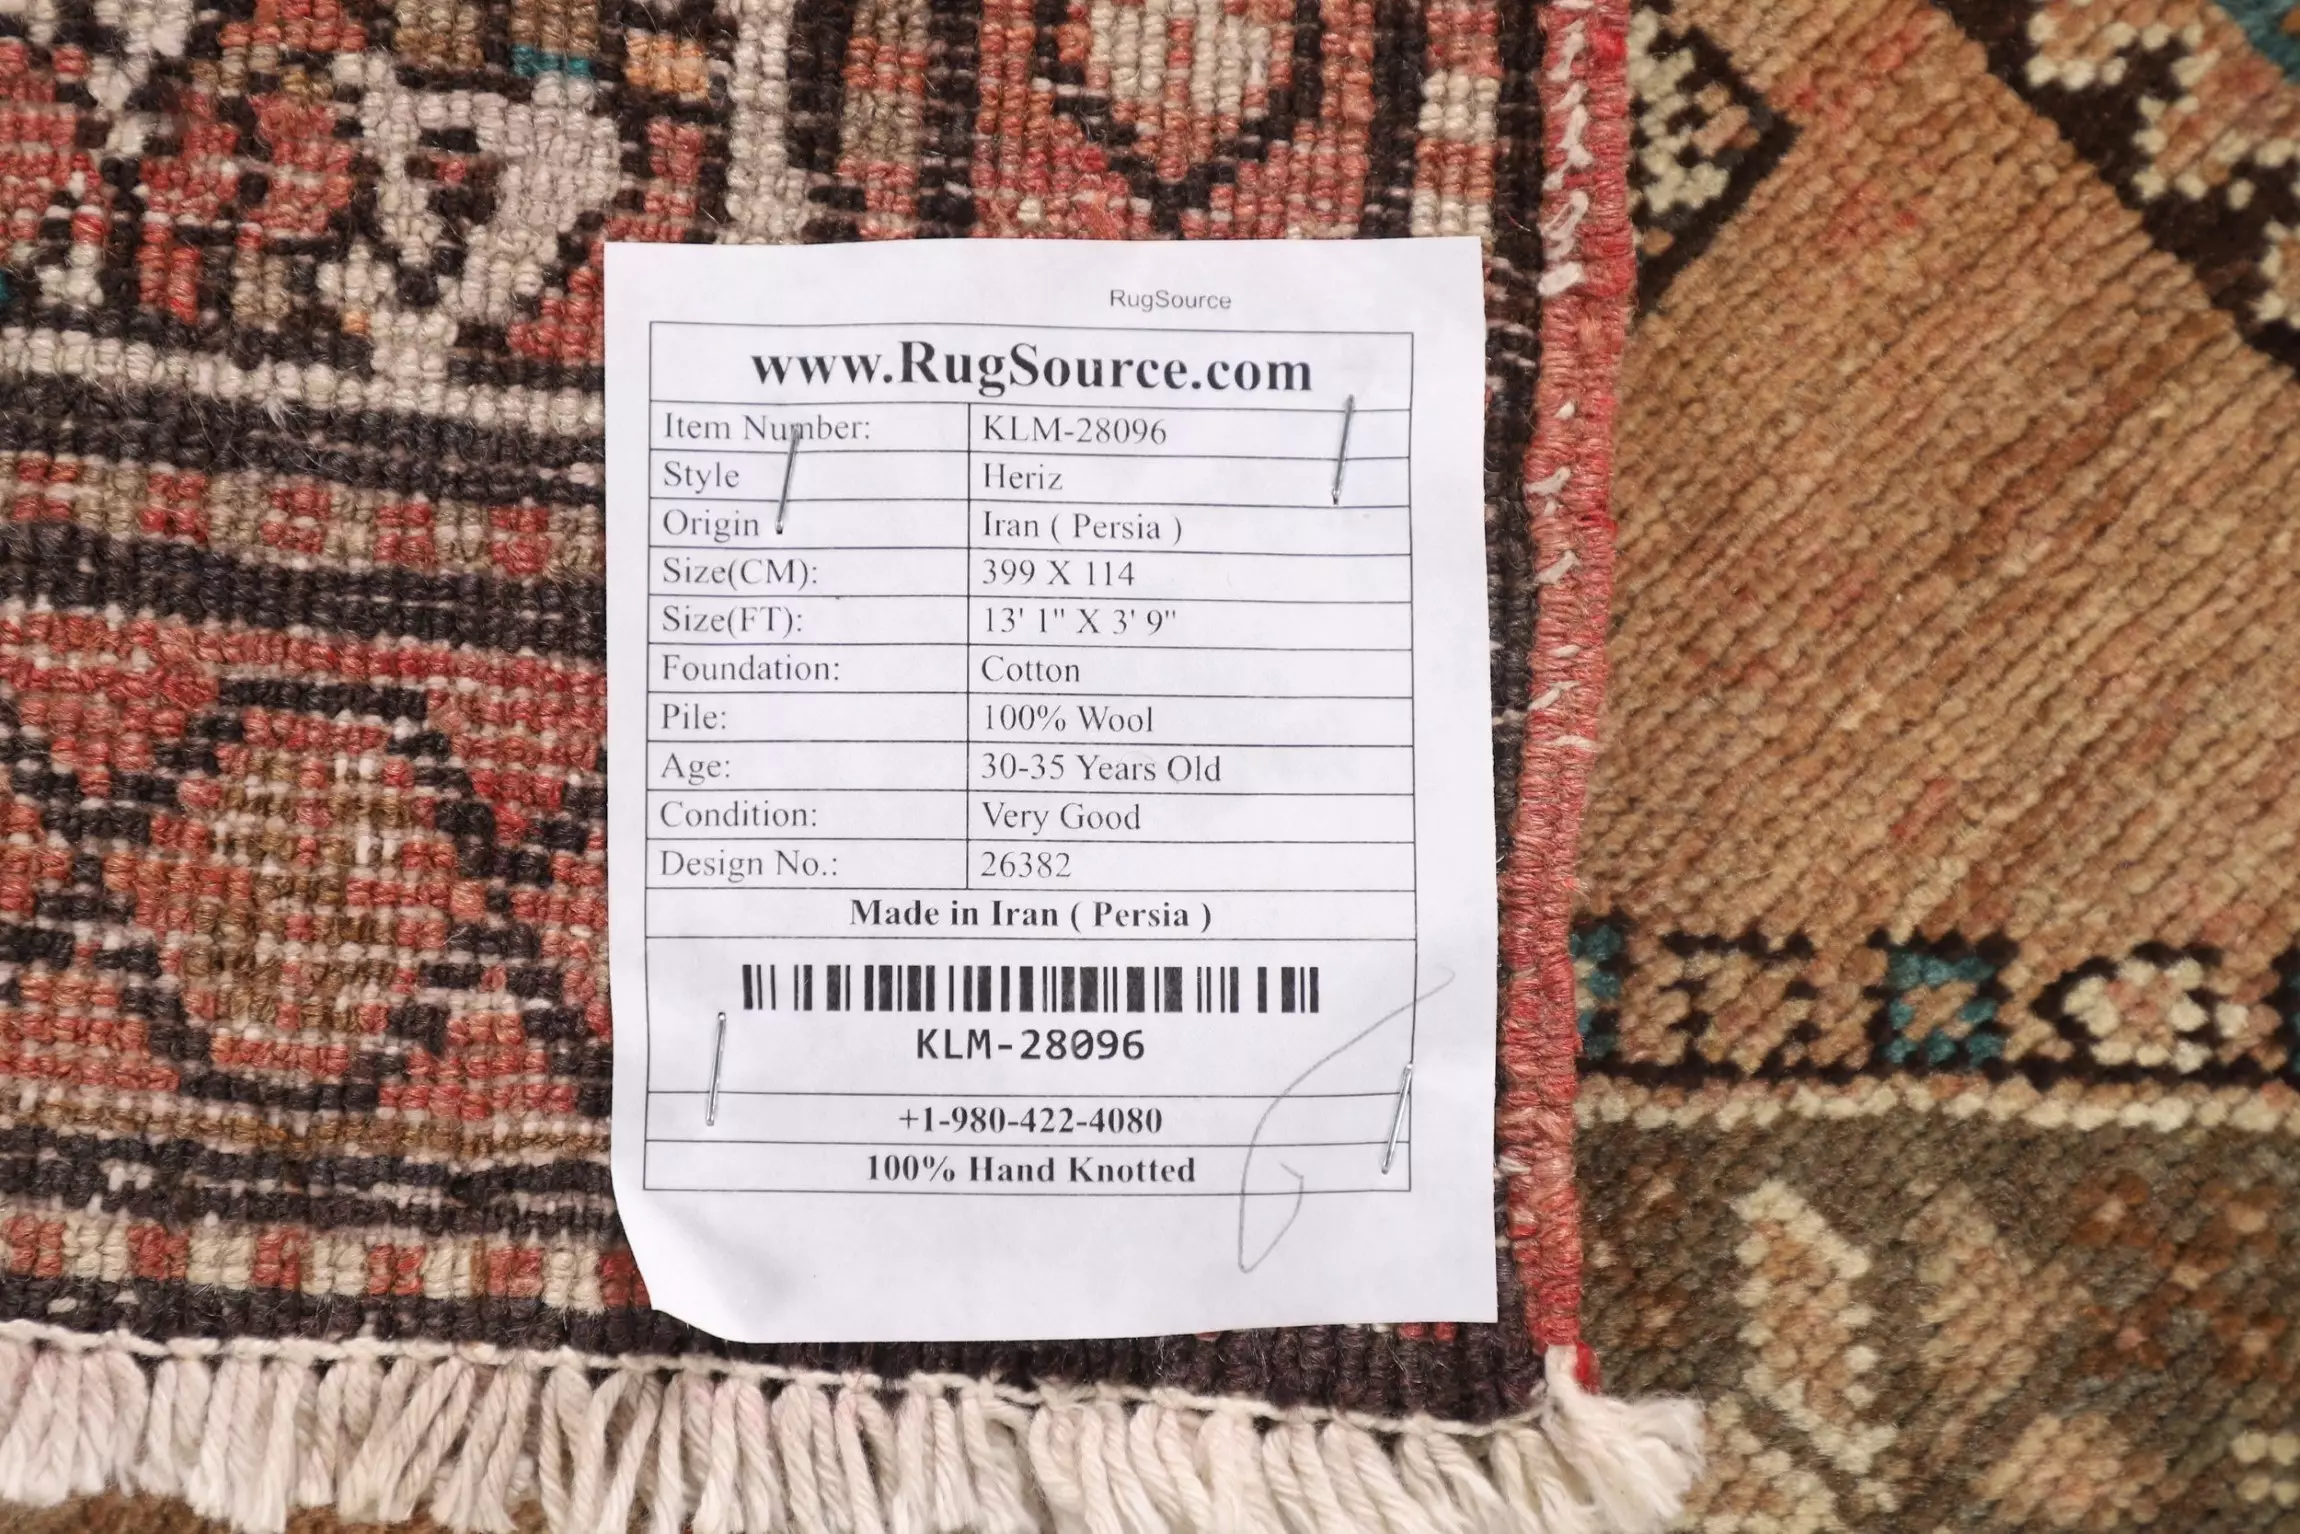 RugSource
www.RugSource.com
Item Number: KLM-28096
Style Heriz
Origin Iran ( Persia )
Size(CM): 399 X 114
Size(FT): 13' 1" X 3' 9"
Foundation: Cotton
Pile: 100% Wool
Age: 30-35 Years Old
Condition: Very Good
Design No.: 26382
Made in Iran ( Persia )
KLM-28096
+1-980-422-4080
100% Hand Knotted